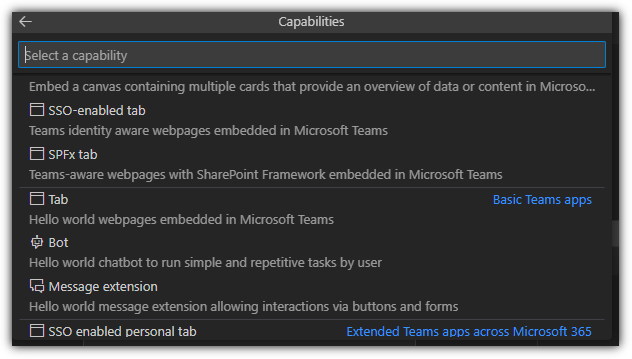 Capabilities
Select a capability
Embed a canvas containing multiple cards that provide an overview of data or content in Microso...
SSO-enabled tab
Teams identity aware webpages embedded in Microsoft Teams
SPFx tab
Teams-aware webpages with SharePoint Framework embedded in Microsoft Teams
Tab Basic Teams apps
Hello world webpages embedded in Microsoft Teams
Bot
Hello world chatbot to run simple and repetitive tasks by user
Message extension
Hello world message extension allowing interactions via buttons and forms
SSO enabled personal tab Extended Teams apps across Microsoft 365